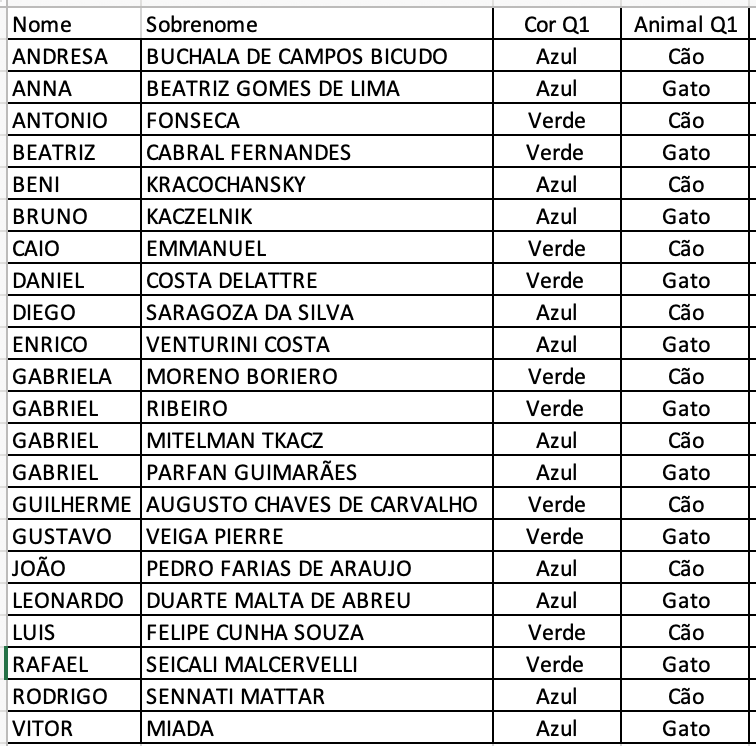 Nome Sobrenome Cor Q1 Animal Q1
ANDRESA BUCHALA DE CAMPOS BICUDO Azul Cão
ANNA BEATRIZ GOMES DE LIMA Azul Gato
ANTONIO FONSECA Verde Cão
BEATRIZ CABRAL FERNANDES Verde Gato
BENI KRACOCHANSKY Azul Cão
BRUNO KACZELNIK Azul Gato
CAIO EMMANUEL Verde Cão
DANIEL COSTA DELATTRE Verde Gato
DIEGO SARAGOZA DA SILVA Azul Cão
ENRICO VENTURINI COSTA Azul Gato
GABRIELA MORENO BORIERO Verde Cão
GABRIEL RIBEIRO Verde Gato
GABRIEL MITELMAN TKACZ Azul Cão
GABRIEL PARFAN GUIMARÃES Azul Gato
GUILHERME AUGUSTO CHAVES DE CARVALHO Verde Cão
GUSTAVO VEIGA PIERRE Verde Gato
JOÃO PEDRO FARIAS DE ARAUJO Azul Cão
LEONARDO DUARTE MALTA DE ABREU Azul Gato
LUIS FELIPE CUNHA SOUZA Verde Cão
RAFAEL SEICALI MALCERVELLI Verde Gato
RODRIGO SENNATI MATTAR Azul Cão
VITOR MIADA Azul Gato